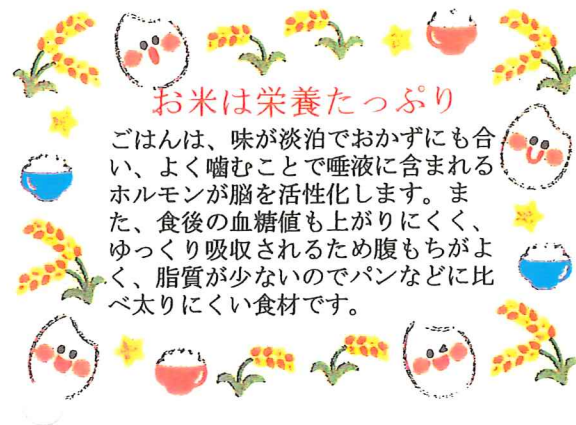 お米は栄養たっぷり
ごはんは、味が淡泊でおかずにも合
い、よく噛むことで唾液に含まれる
ホルモンが脳を活性化します。ま
た、食後の血糖値も上がりにくく、
ゆっくり吸収されるため腹もちがよ
く、脂質が少ないのでパンなどに比
べ太りにくい食材です。